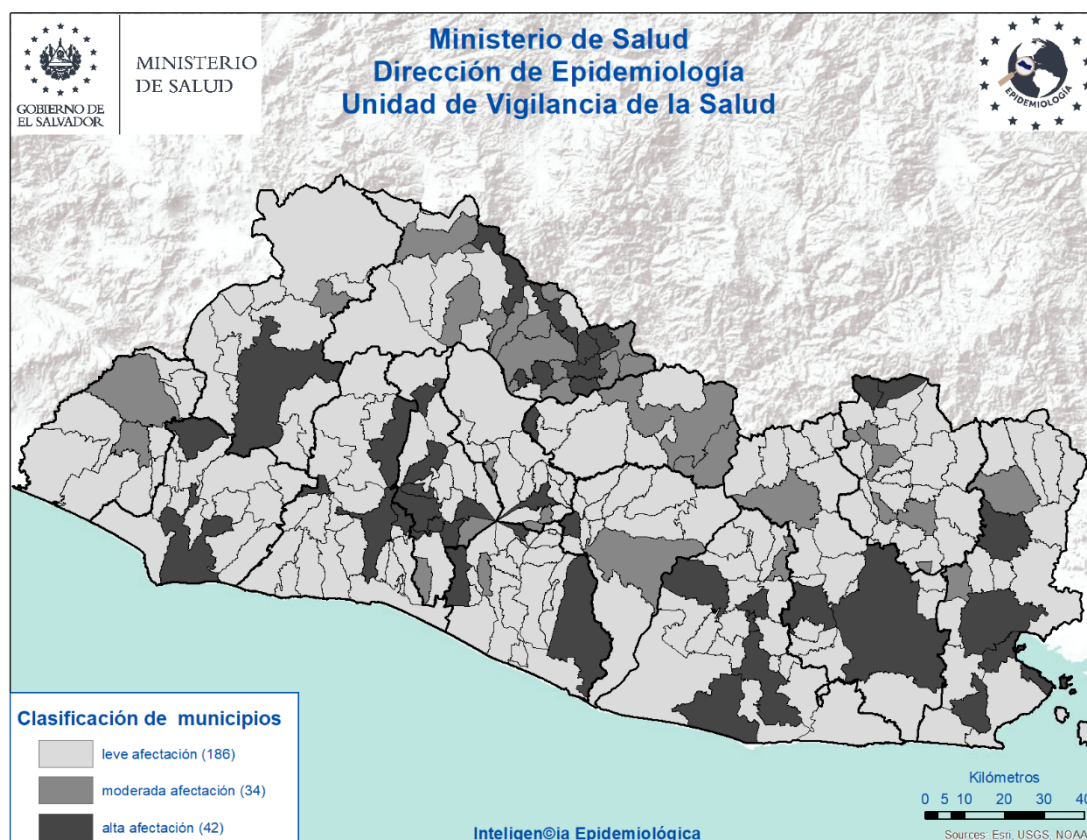 Ministerio de Salud
Dirección de Epidemiología
Unidad de Vigilancia de la Salud
GOBIERNO DE
EL SALVADOR
MINISTERIO
DE SALUD
EPIDEMIOLOGÍA
Clasificación de municipios
leve afectación (186)
moderada afectación (34)
alta afectación (42)
Inteligen©ia Epidemiológica
Kilómetros
0 5 10 20 30 40
Sources: Esri, USGS, NOAA